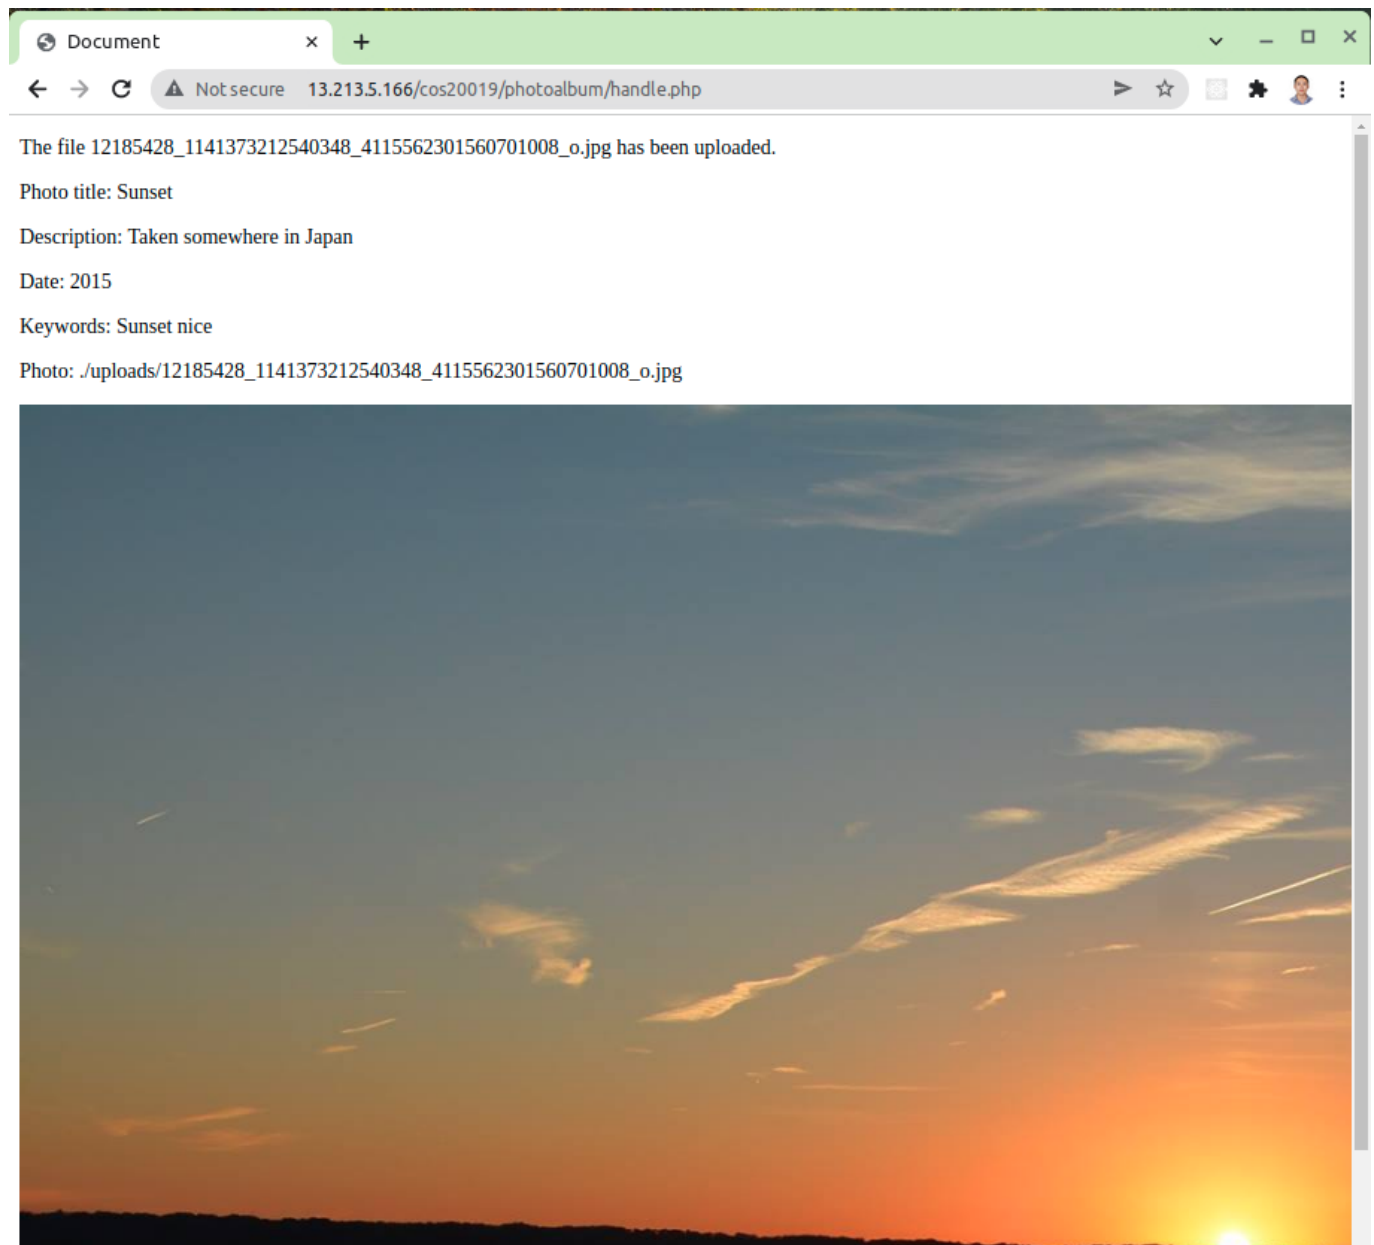 Document
Not secure 13.213.5.166/cos20019/photoalbum/handle.php
The file 12185428_1141373212540348_4115562301560701008_o.jpg has been uploaded.
Photo title: Sunset
Description: Taken somewhere in Japan
Date: 2015
Keywords: Sunset nice
Photo: ./uploads/12185428_1141373212540348_4115562301560701008_o.jpg